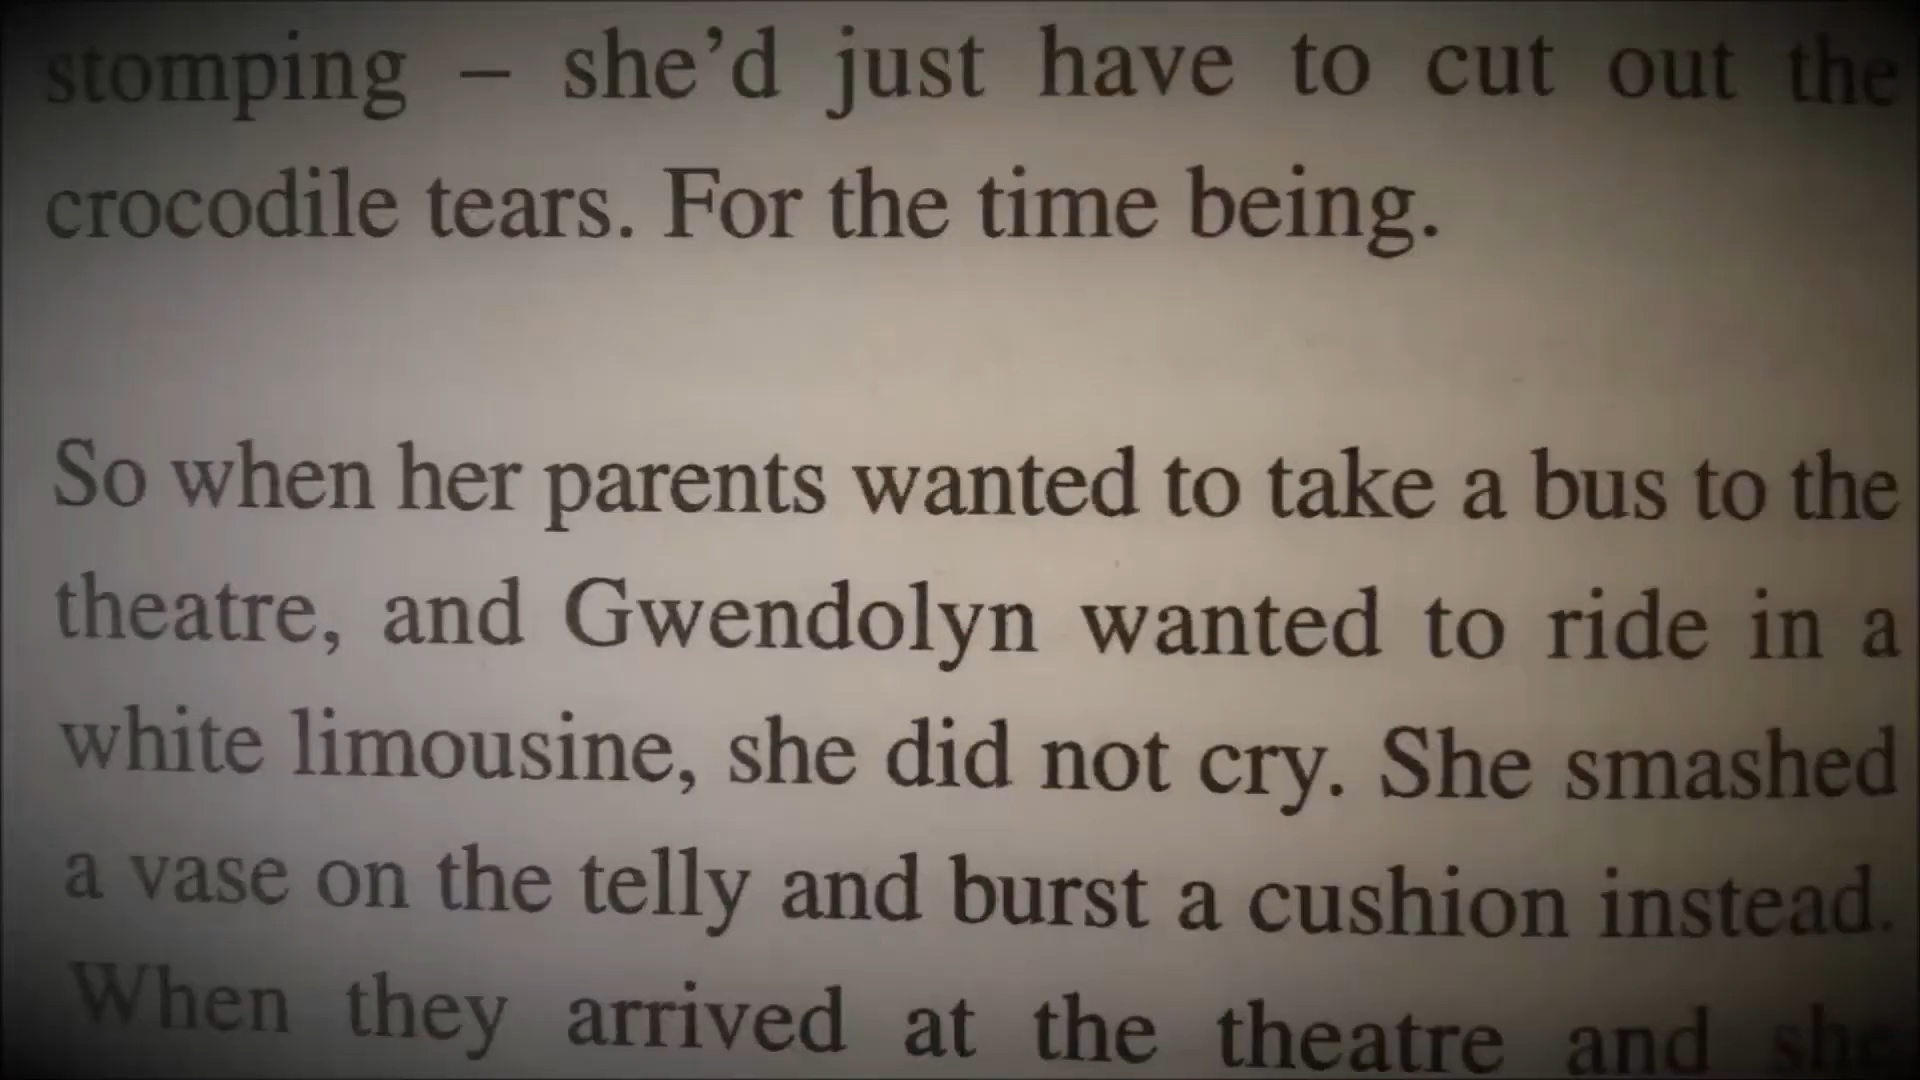 stomping – she’d just have to cut out the
crocodile tears. For the time being.
So when her parents wanted to take a bus to the
theatre, and Gwendolyn wanted to ride in a
white limousine, she did not cry. She smashed
a vase on the telly and burst a cushion instead.
When they arrived at the theatre and she